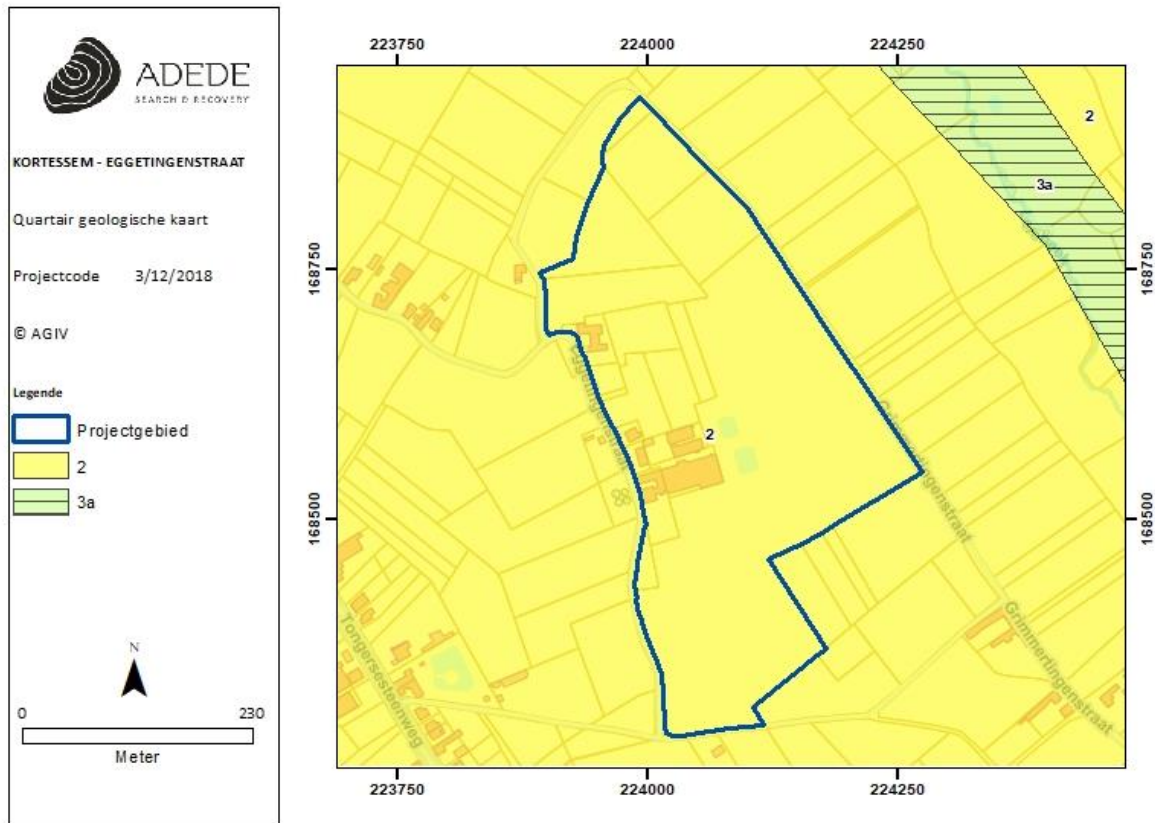 ADEDE
SEARCH & RECOVERY
KORTESSEM - EGGETINGENSTRAAT
Quartair geologische kaart
Projectcode 3/12/2018
© AGIV
Legende
Projectgebied
2
3a
N
0 230
Meter
223750 224000 224250
168750 168750
168500 168500
2
3a
2
Grimmertingenstraat
Tongersesteenweg
223750 224000 224250